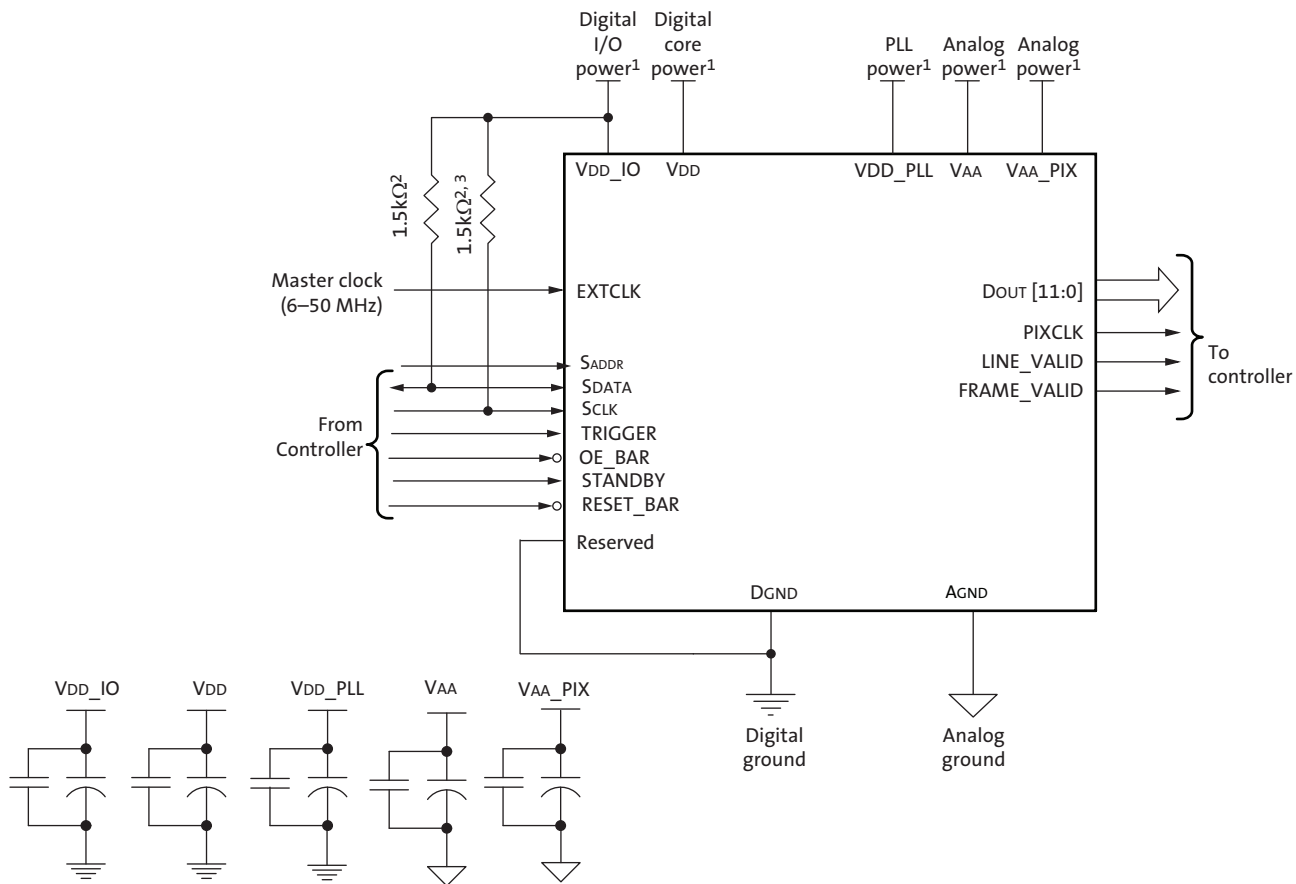 Digital
I/O
power1
Digital
core
power1
PLL
power1
Analog
power1
Analog
power1
VDD_IO
VDD
VDD_PLL
VAA
VAA_PIX
1.5kΩ2
1.5kΩ2, 3
Master clock
(6–50 MHz)
EXTCLK
SADDR
SDATA
SCLK
TRIGGER
OE_BAR
STANDBY
RESET_BAR
Reserved
From
Controller
DOUT [11:0]
PIXCLK
LINE_VALID
FRAME_VALID
To
controller
DGND
AGND
Digital
ground
Analog
ground
VDD_IO
VDD
VDD_PLL
VAA
VAA_PIX